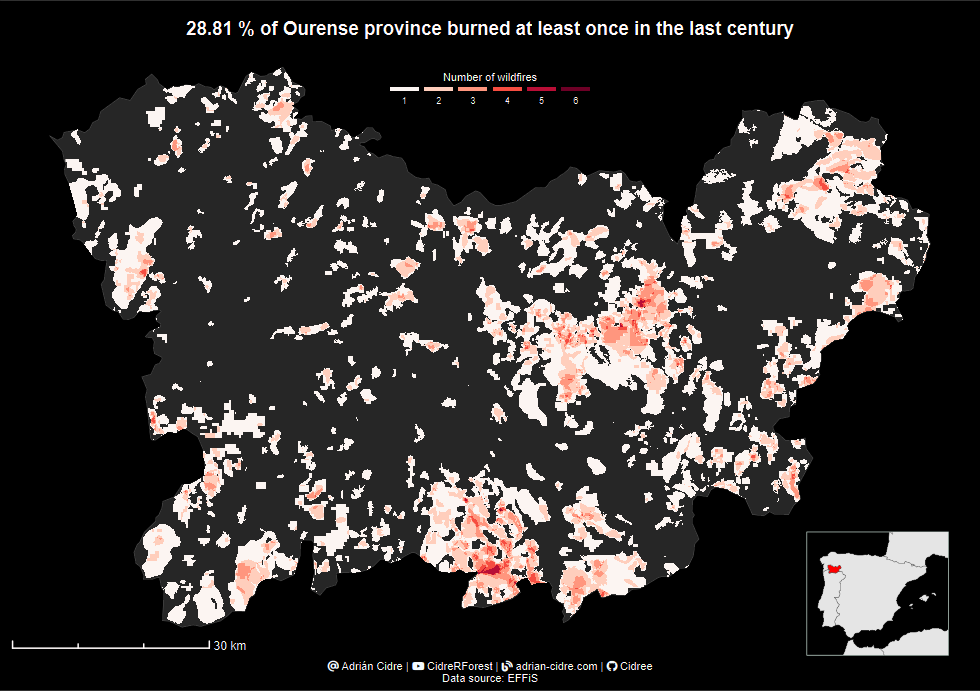 28.81 % of Ourense province burned at least once in the last century
Number of wildfires
1 2 3 4 5 6
30 km
Adrián Cidre | CidreRForest | adrian-cidre.com | Cidree
Data source: EFFiS